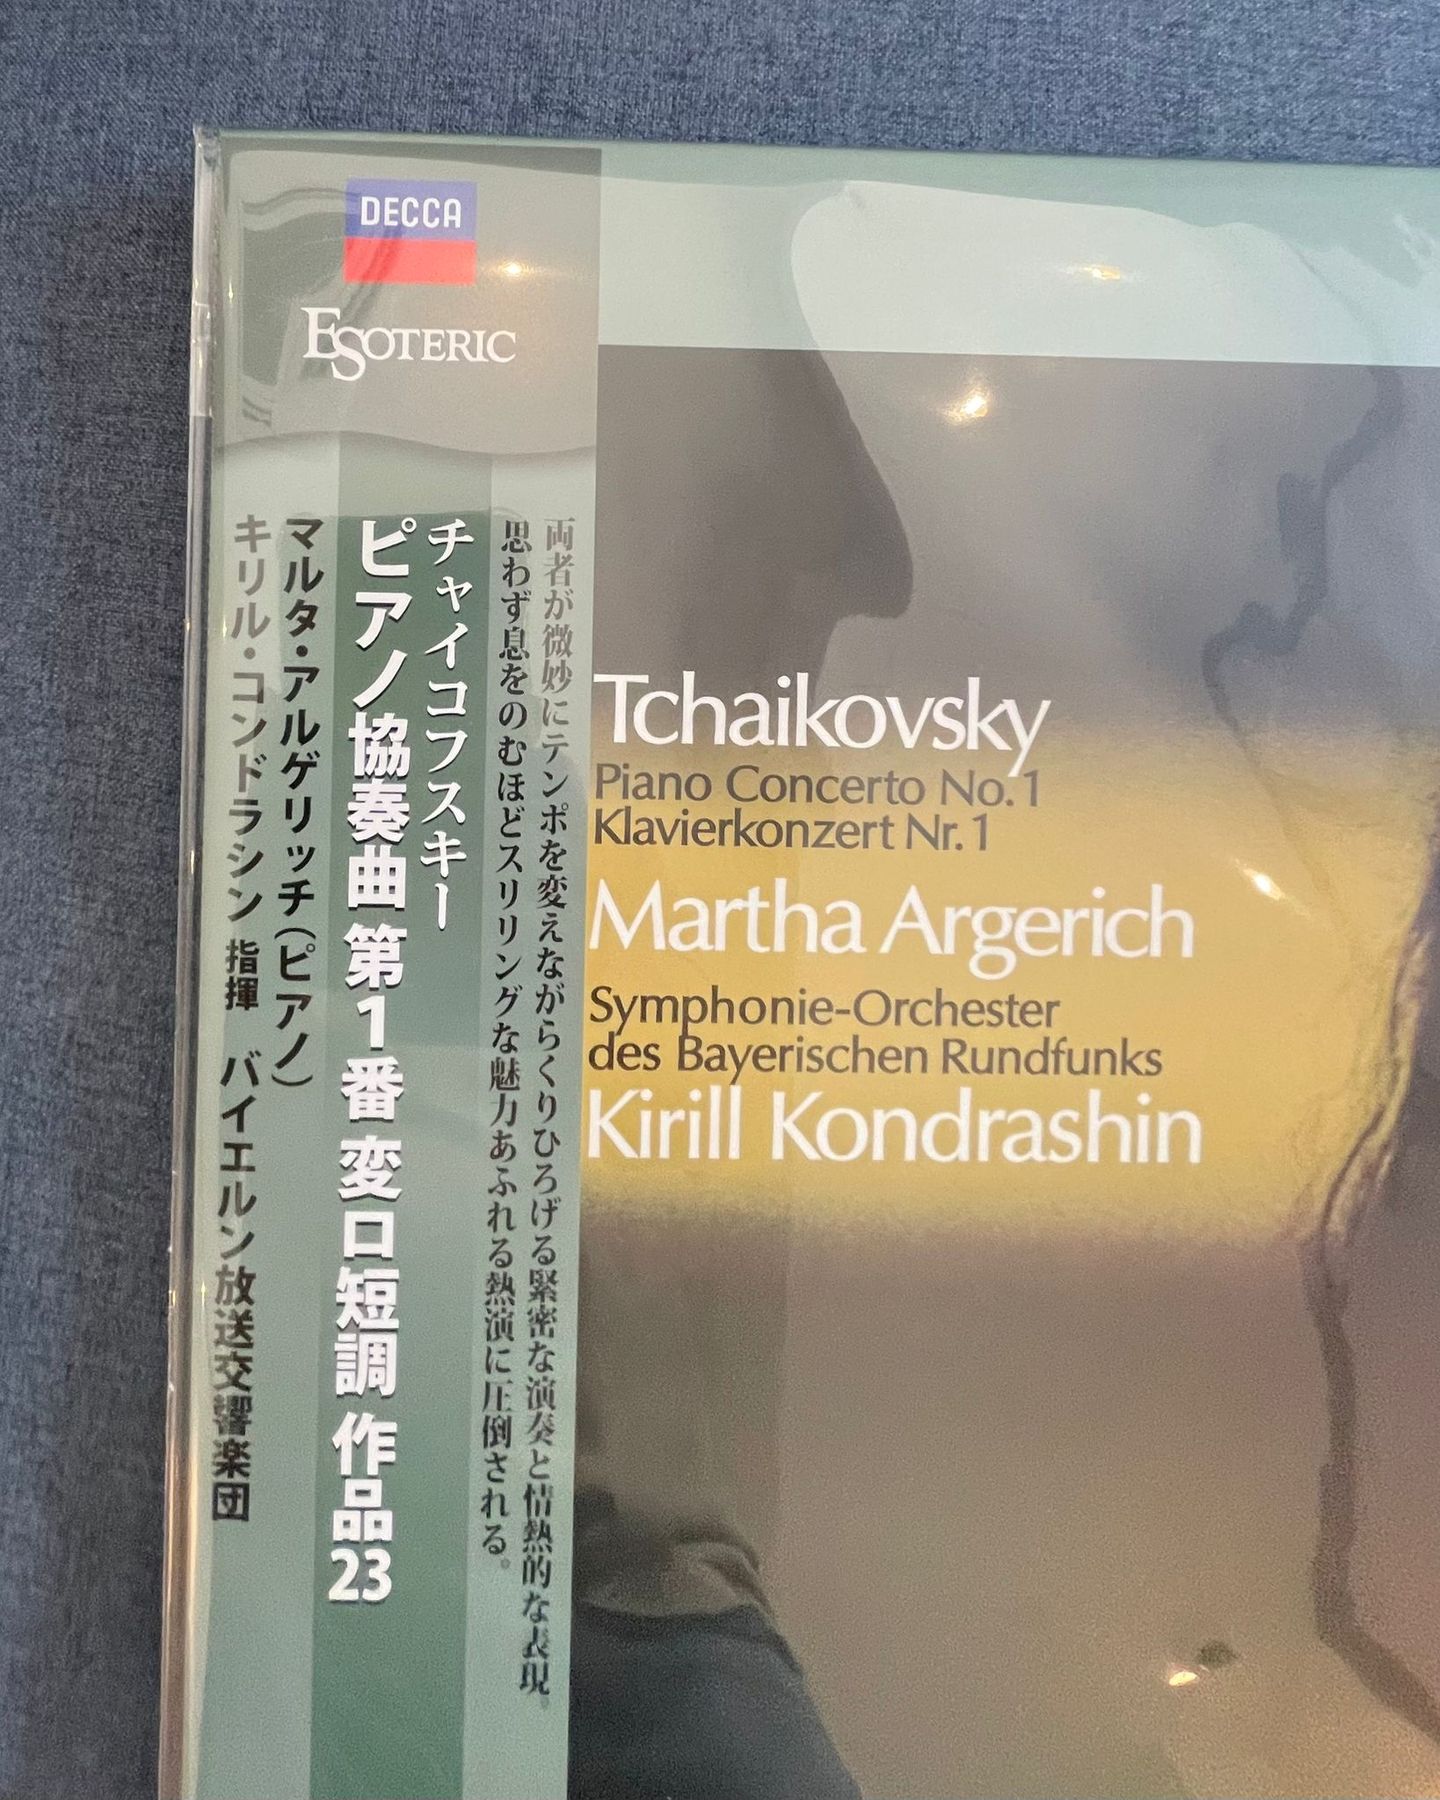 DECCA
ESOTERIC
両者が微妙にテンポを変えながらくりひろげる緊密な演奏と情熱的な表現。
思わず息をのむほどスリリングな魅力あふれる熱演に圧倒される。
チャイコフスキー
ピアノ協奏曲 第1番 変ロ短調 作品23
マルタ・アルゲリッチ(ピアノ)
キリル・コンドラシン 指揮 バイエルン放送交響楽団
Tchaikovsky
Piano Concerto No.1
Klavierkonzert Nr.1
Martha Argerich
Symphonie-Orchester
des Bayerischen Rundfunks
Kirill Kondrashin